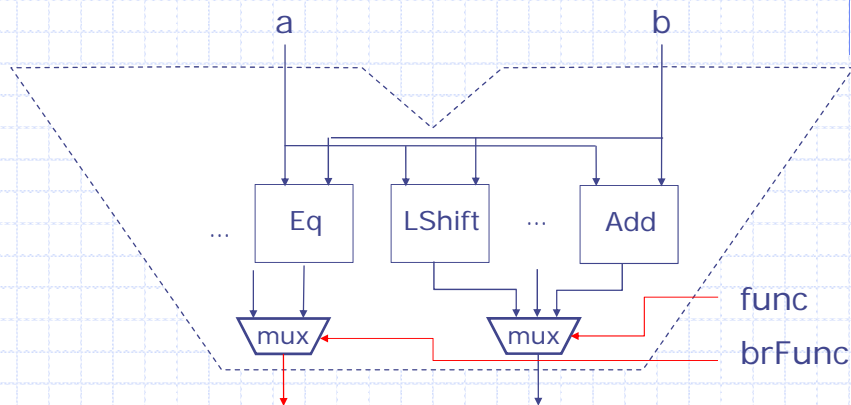 a b
Eq LShift ... Add
...
func
mux mux
brFunc